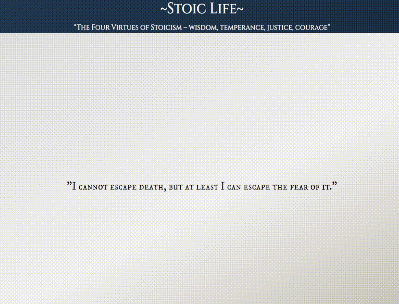 ~Stoic Life~
"The Four Virtues of Stoicism – wisdom, temperance, justice, courage"
"I cannot escape death, but at least I can escape the fear of it."